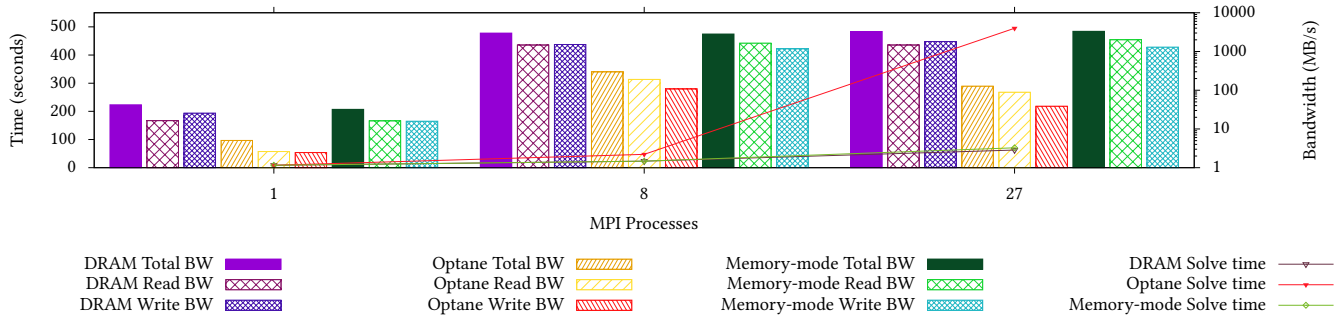 Time (seconds)
500
400
300
200
100
0
10000
1000
100
10
1
Bandwidth (MB/s)
1
8
27
MPI Processes
DRAM Total BW
DRAM Read BW
DRAM Write BW
Optane Total BW
Optane Read BW
Optane Write BW
Memory-mode Total BW
Memory-mode Read BW
Memory-mode Write BW
DRAM Solve time
Optane Solve time
Memory-mode Solve time